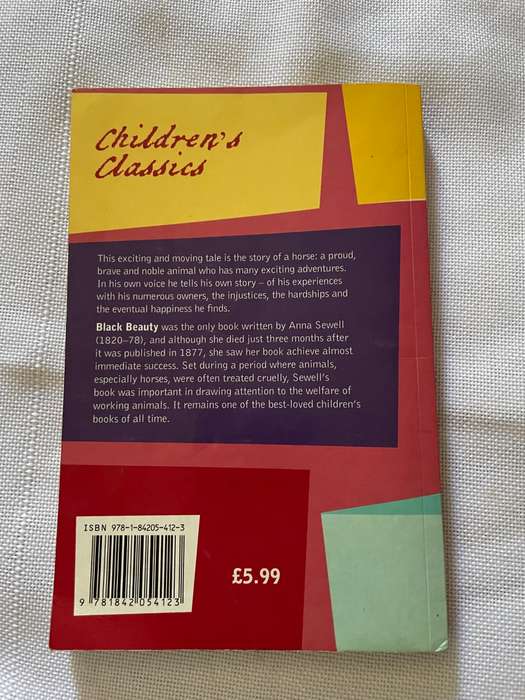 Children's
Classics
This exciting and moving tale is the story of a horse: a proud,
brave and noble animal who has many exciting adventures.
In his own voice he tells his own story – of his experiences
with his numerous owners, the injustices, the hardships and
the eventual happiness he finds.
Black Beauty was the only book written by Anna Sewell
(1820–78), and although she died just three months after
it was published in 1877, she saw her book achieve almost
immediate success. Set during a period where animals,
especially horses, were often treated cruelly, Sewell's
book was important in drawing attention to the welfare of
working animals. It remains one of the best-loved children's
books of all time.
ISBN 978-1-84205-412-3
9 781842 054123
£5.99